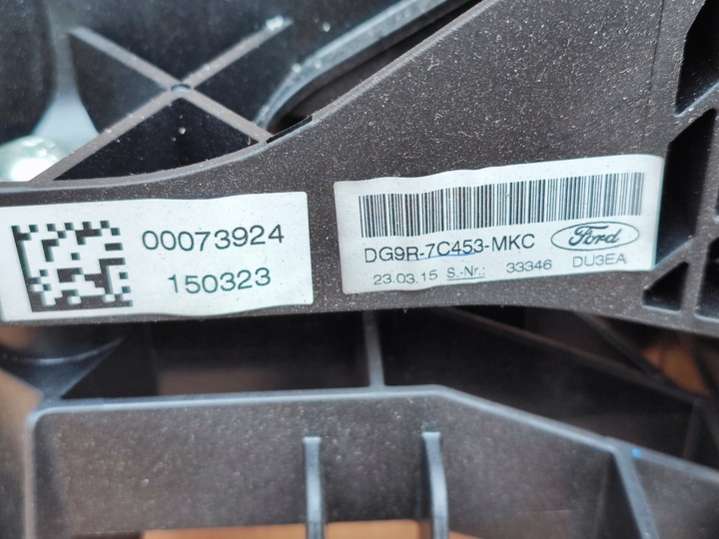 00073924
150323
DG9R-7C453-MKC
Ford
23.03.15 S.-Nr.: 33346 DU3EA